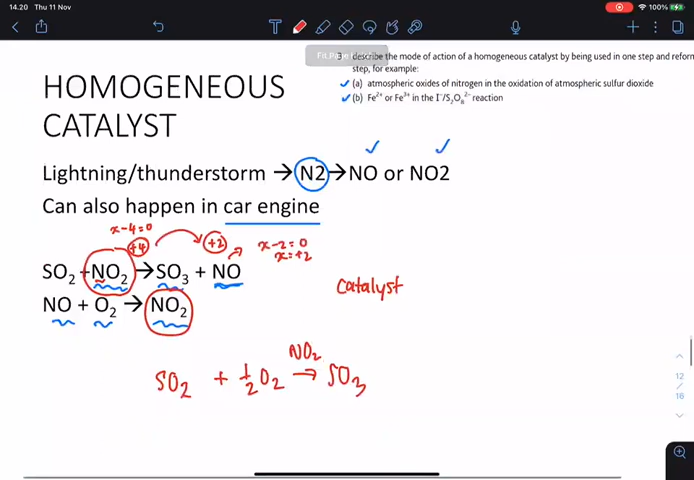 14.20 Thu 11 Nov
100%
describe the mode of action of a homogeneous catalyst by being used in one step and reform
step, for example:
(a) atmospheric oxides of nitrogen in the oxidation of atmospheric sulfur dioxide
(b) Fe²⁺ or Fe³⁺ in the I⁻/S₂O₈²⁻ reaction
HOMOGENEOUS
CATALYST
Lightning/thunderstorm → N2 → NO or NO2
Can also happen in car engine
x-4=0
+4
+2
x-2=0
x=+2
SO₂ +NO₂ → SO₃ + NO
catalyst
NO + O₂ → NO₂
NO₂
SO₂ + ½O₂ → SO₃
12
/
16